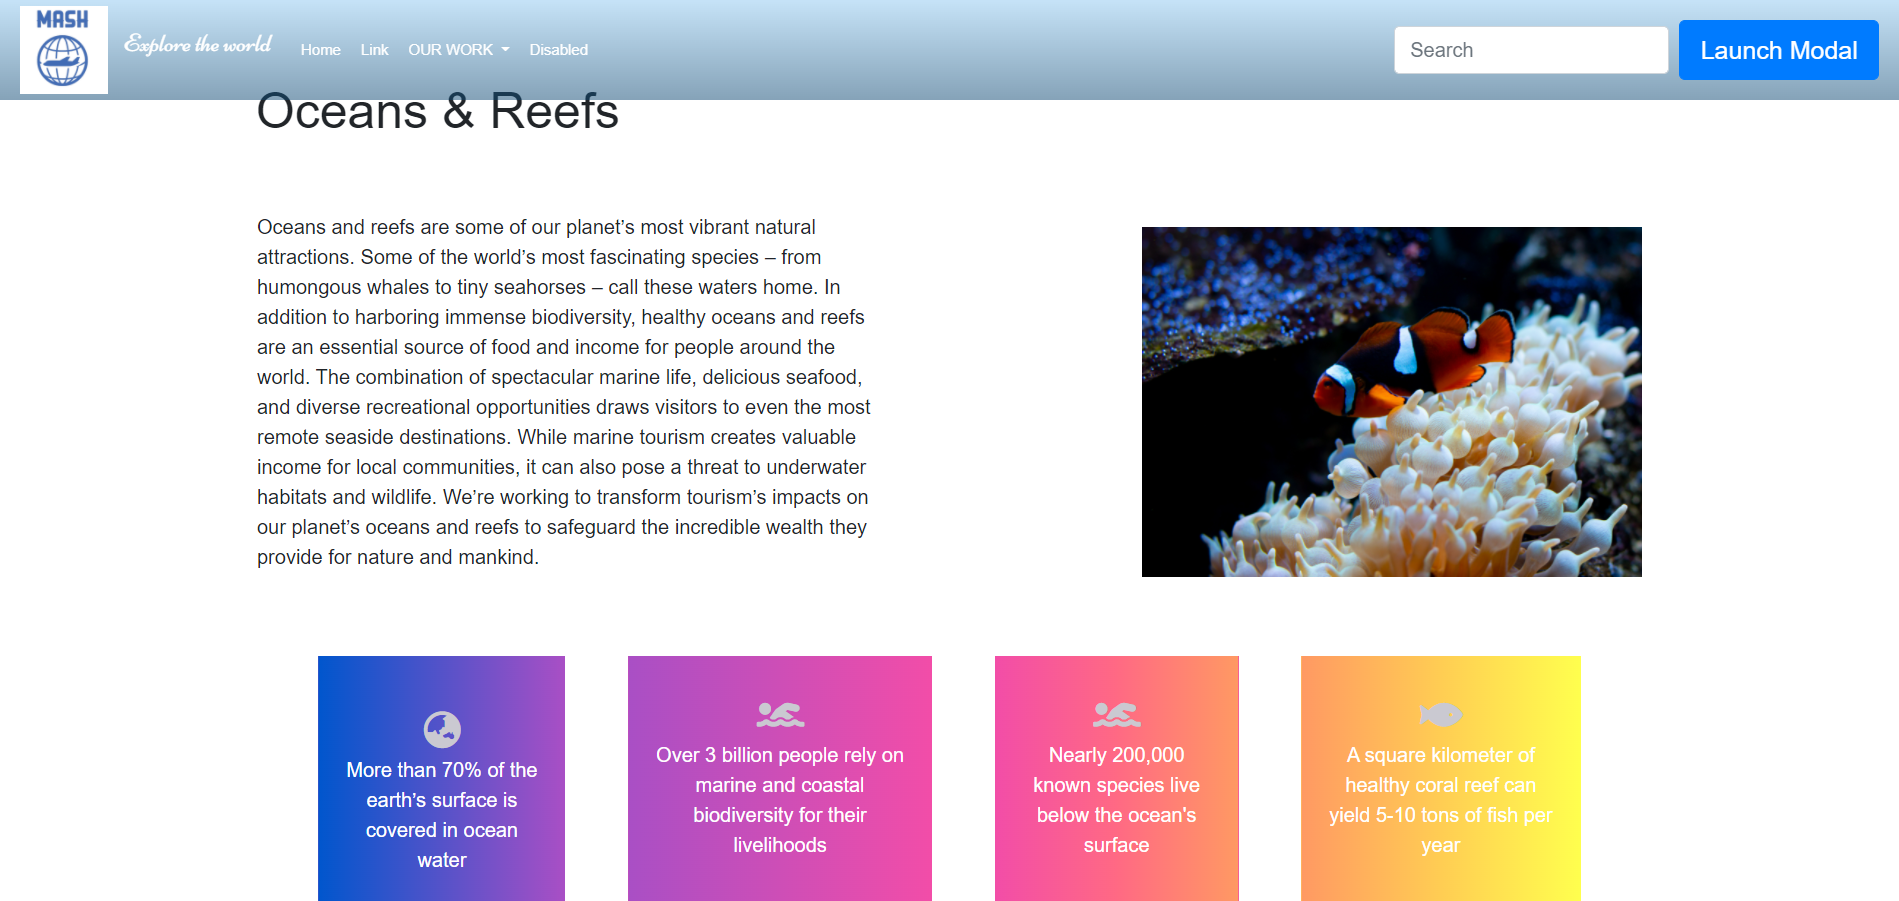 MASH
Explore the world
Home
Link
OUR WORK
Disabled
Search
Launch Modal
Oceans & Reefs
Oceans and reefs are some of our planet’s most vibrant natural
attractions. Some of the world’s most fascinating species – from
humongous whales to tiny seahorses – call these waters home. In
addition to harboring immense biodiversity, healthy oceans and reefs
are an essential source of food and income for people around the
world. The combination of spectacular marine life, delicious seafood,
and diverse recreational opportunities draws visitors to even the most
remote seaside destinations. While marine tourism creates valuable
income for local communities, it can also pose a threat to underwater
habitats and wildlife. We’re working to transform tourism’s impacts on
our planet’s oceans and reefs to safeguard the incredible wealth they
provide for nature and mankind.
More than 70% of the
earth’s surface is
covered in ocean
water
Over 3 billion people rely on
marine and coastal
biodiversity for their
livelihoods
Nearly 200,000
known species live
below the ocean's
surface
A square kilometer of
healthy coral reef can
yield 5-10 tons of fish per
year